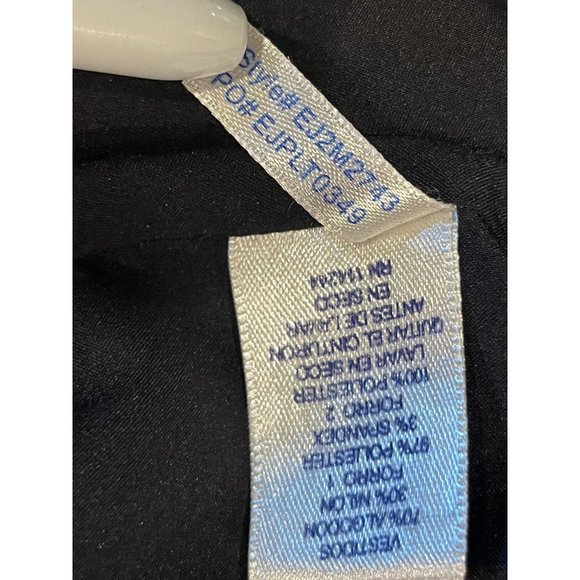 Style# EJ2M2743
PO# EJPLT0349
VESTIDOS
70% ALGODON
30% NILON
FORRO 1
97% POLIESTER
3% SPANDEX
FORRO 2
100% POLIESTER
LAVAR EN SECO
QUITAR EL CINTURON
ANTES DE LAVAR
EN SECO
RN 114244